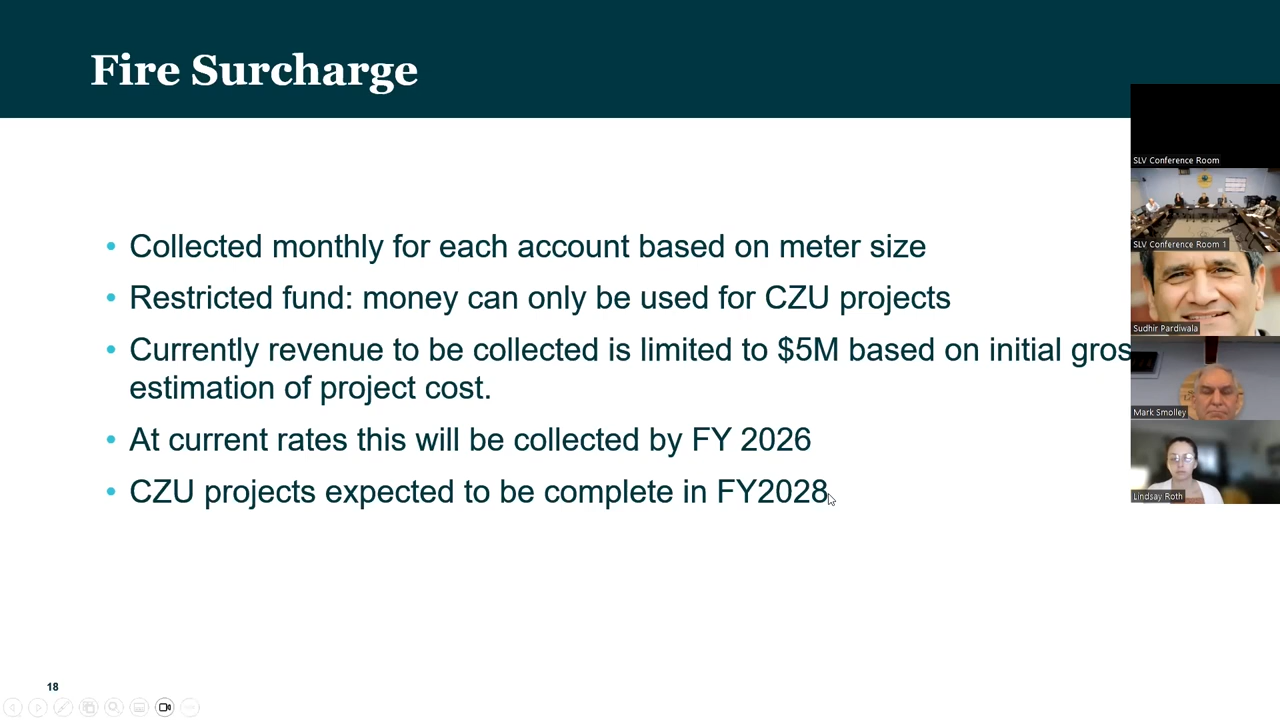 Fire Surcharge
• Collected monthly for each account based on meter size
• Restricted fund: money can only be used for CZU projects
• Currently revenue to be collected is limited to $5M based on initial gros
estimation of project cost.
• At current rates this will be collected by FY 2026
• CZU projects expected to be complete in FY2028
18
SLV Conference Room
SLV Conference Room 1
Sudhir Pardiwala
Mark Smolley
Lindsay Roth